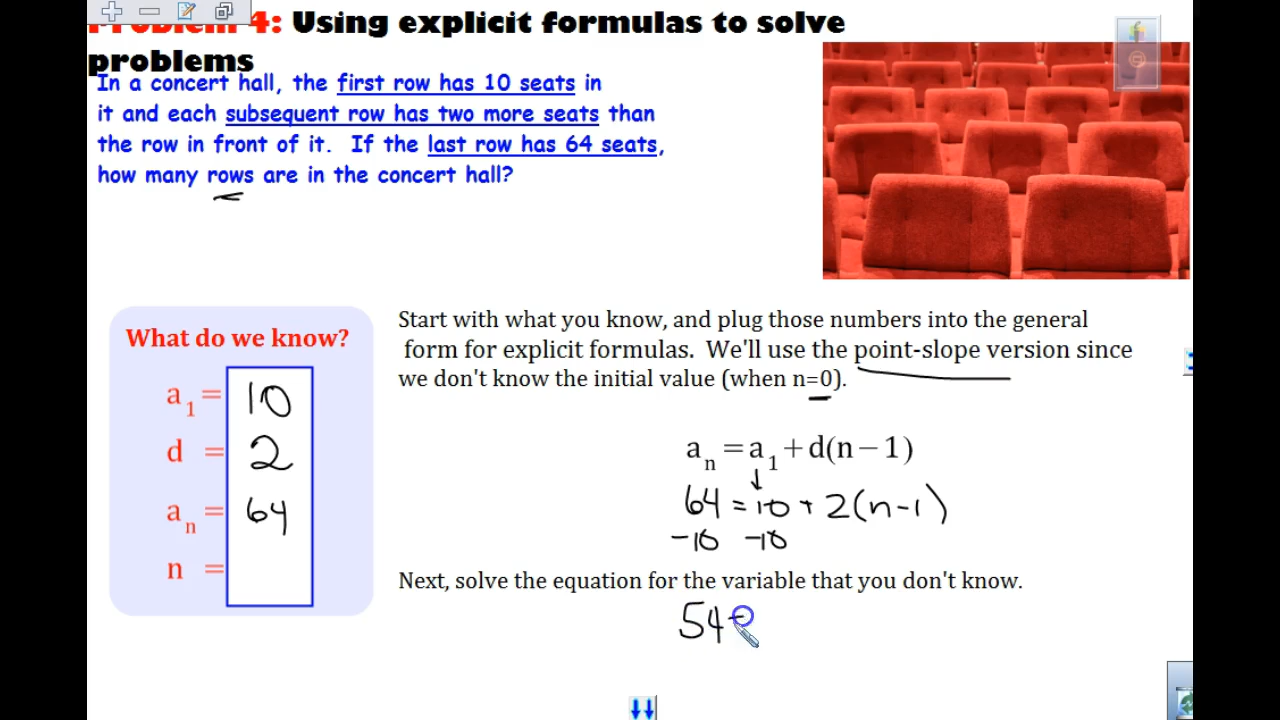 Problem 4: Using explicit formulas to solve
problems
In a concert hall, the first row has 10 seats in
it and each subsequent row has two more seats than
the row in front of it. If the last row has 64 seats,
how many rows are in the concert hall?
What do we know?
a₁ = 10
d = 2
aₙ = 64
n =
Start with what you know, and plug those numbers into the general
form for explicit formulas. We'll use the point-slope version since
we don't know the initial value (when n=0).
aₙ = a₁ + d(n − 1)
64 = 10 + 2(n - 1)
-10 -10
Next, solve the equation for the variable that you don't know.
54